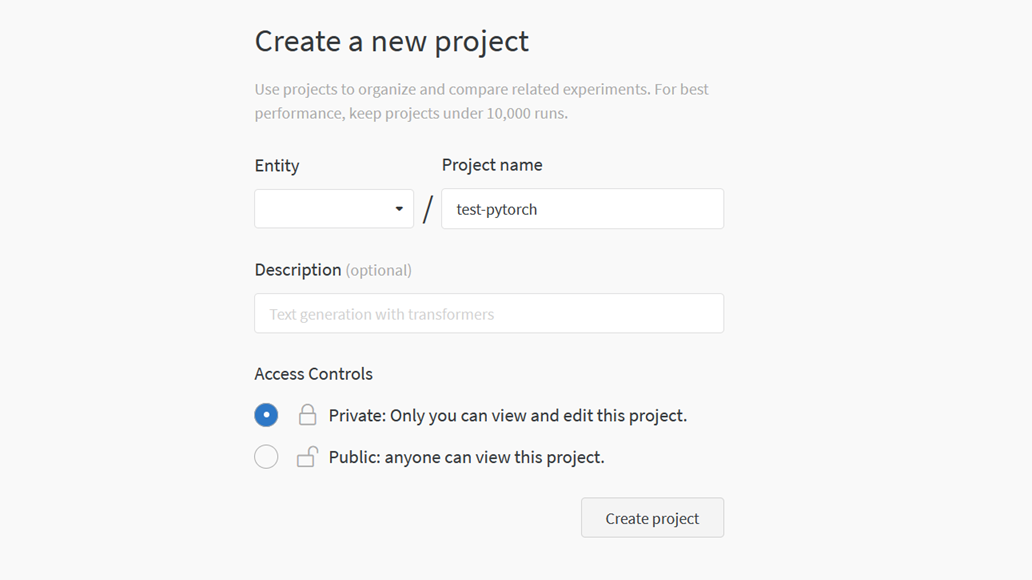 Create a new project
Use projects to organize and compare related experiments. For best
performance, keep projects under 10,000 runs.
Entity
Project name
/
test-pytorch
Description (optional)
Text generation with transformers
Access Controls
Private: Only you can view and edit this project.
Public: anyone can view this project.
Create project